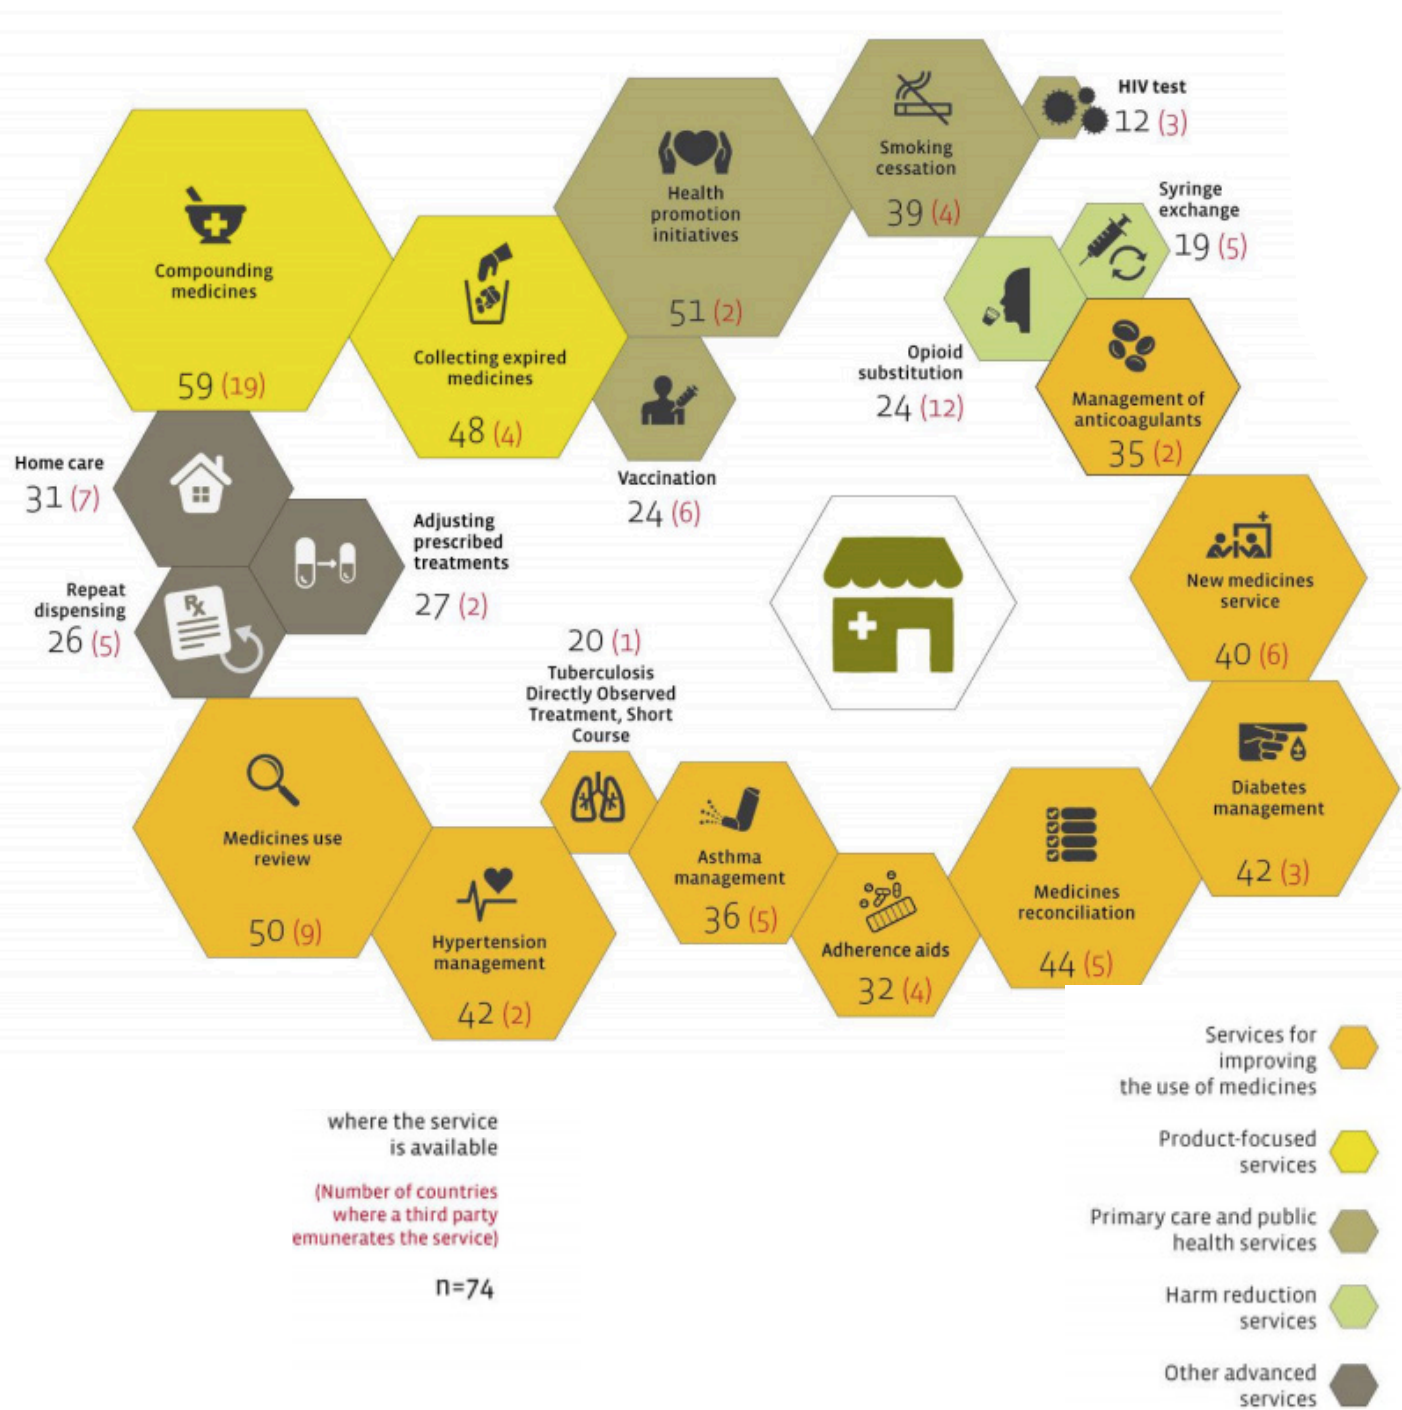 HIV test
12 (3)
Smoking
cessation
39 (4)
Health
promotion
initiatives
51 (2)
Syringe
exchange
19 (5)
Compounding
medicines
59 (19)
Collecting expired
medicines
48 (4)
Opioid
substitution
24 (12)
Management of
anticoagulants
35 (2)
Home care
31 (7)
Vaccination
24 (6)
Adjusting
prescribed
treatments
27 (2)
Rx
Repeat
dispensing
26 (5)
New medicines
service
40 (6)
20 (1)
Tuberculosis
Directly Observed
Treatment, Short
Course
Medicines use
review
50 (9)
Hypertension
management
42 (2)
Asthma
management
36 (5)
Adherence aids
32 (4)
Medicines
reconciliation
44 (5)
Diabetes
management
42 (3)
where the service
is available
(Number of countries
where a third party
emunerates the service)
n=74
Services for
improving
the use of medicines
Product-focused
services
Primary care and public
health services
Harm reduction
services
Other advanced
services